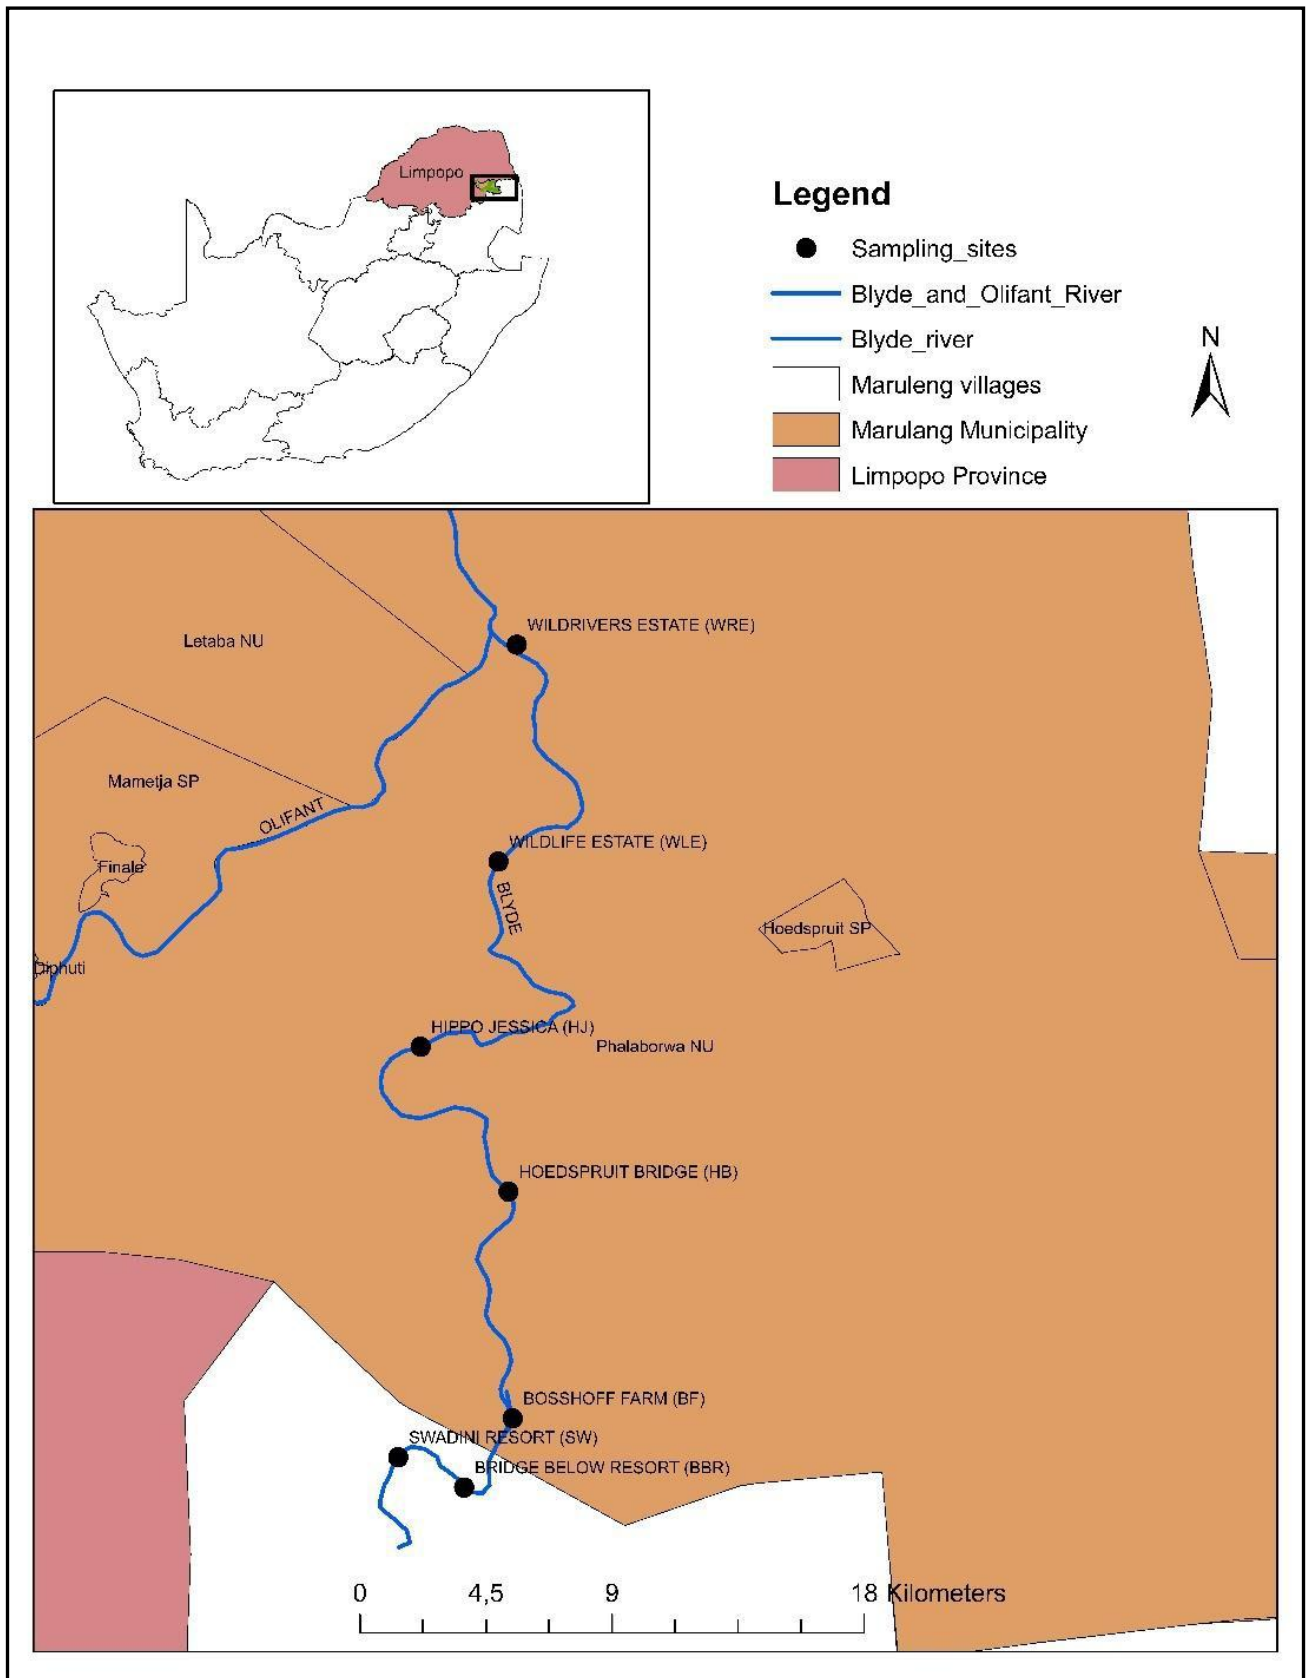 Limpopo
Legend
Sampling_sites
Blyde_and_Olifant_River
Blyde_river
Maruleng villages
Marulang Municipality
Limpopo Province
N
WILDRIVERS ESTATE (WRE)
Letaba NU
Mametja SP
OLIFANT
WILDLIFE ESTATE (WLE)
Finale
BLYDE
Hoedspruit SP
Diphuti
HIPPO JESSICA (HJ)
Phalaborwa NU
HOEDSPRUIT BRIDGE (HB)
BOSSHOFF FARM (BF)
SWADINI RESORT (SW)
BRIDGE BELOW RESORT (BBR)
0 4,5 9 18 Kilometers